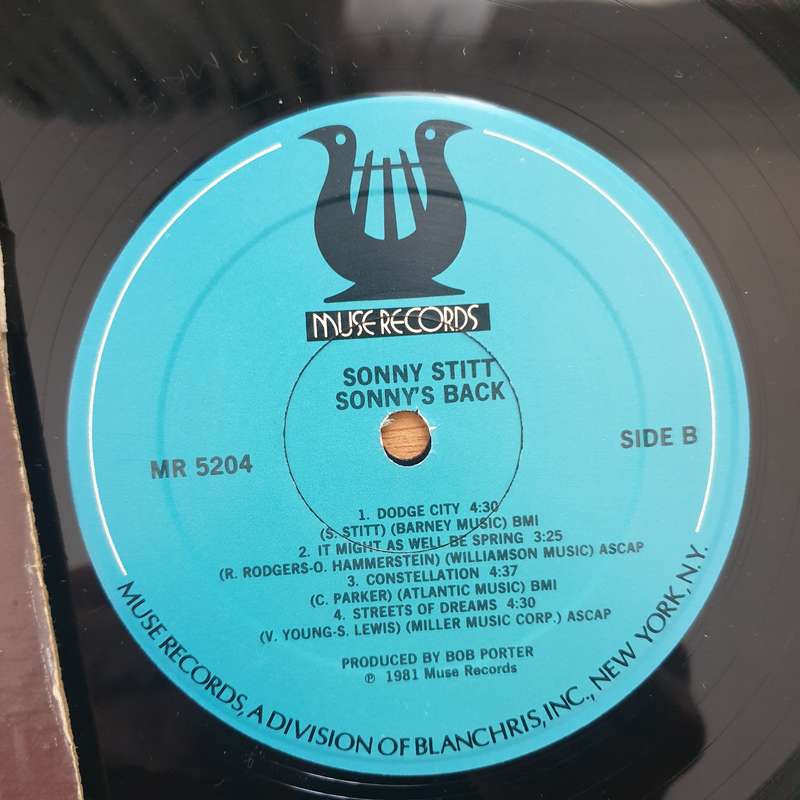 MUSE RECORDS
SONNY STITT
SONNY'S BACK
MR 5204
SIDE B
1. DODGE CITY 4:30
(S. STITT) (BARNEY MUSIC) BMI
2. IT MIGHT AS WELL BE SPRING 3:25
(R. RODGERS-O. HAMMERSTEIN) (WILLIAMSON MUSIC) ASCAP
3. CONSTELLATION 4:37
(C. PARKER) (ATLANTIC MUSIC) BMI
4. STREETS OF DREAMS 4:30
(V. YOUNG-S. LEWIS) (MILLER MUSIC CORP.) ASCAP
PRODUCED BY BOB PORTER
℗ 1981 Muse Records
MUSE RECORDS, A DIVISION OF BLANCHRIS, INC., NEW YORK, N.Y.